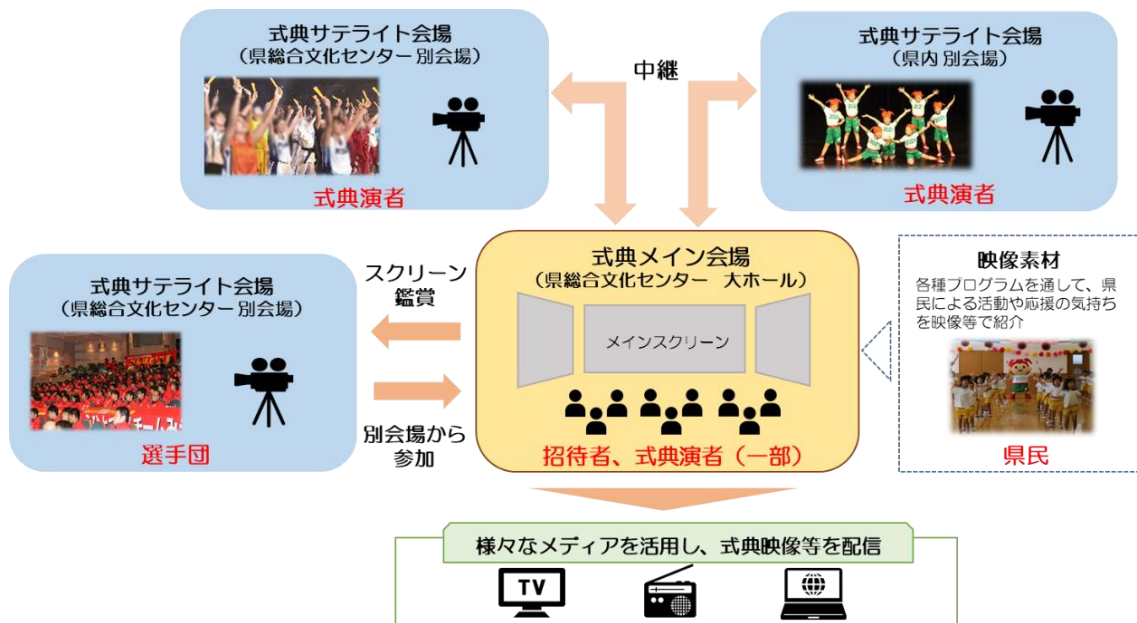 式典サテライト会場
（県総合文化センター 別会場）
式典演者
中継
式典サテライト会場
（県内 別会場）
式典演者
式典サテライト会場
（県総合文化センター 別会場）
選手団
スクリーン
鑑賞
別会場から
参加
式典メイン会場
（県総合文化センター　大ホール）
メインスクリーン
招待者、式典演者（一部）
映像素材
各種プログラムを通して、県
民による活動や応援の気持ち
を映像等で紹介
県民
様々なメディアを活用し、式典映像等を配信
TV